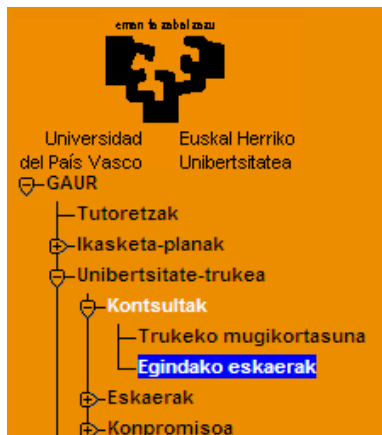 eman ta zabal zazu
Universidad Euskal Herriko
del País Vasco Unibertsitatea
GAUR
Tutoretzak
Ikasketa-planak
Unibertsitate-trukea
Kontsultak
Trukeko mugikortasuna
Egindako eskaerak
Eskaerak
Konpromisoa